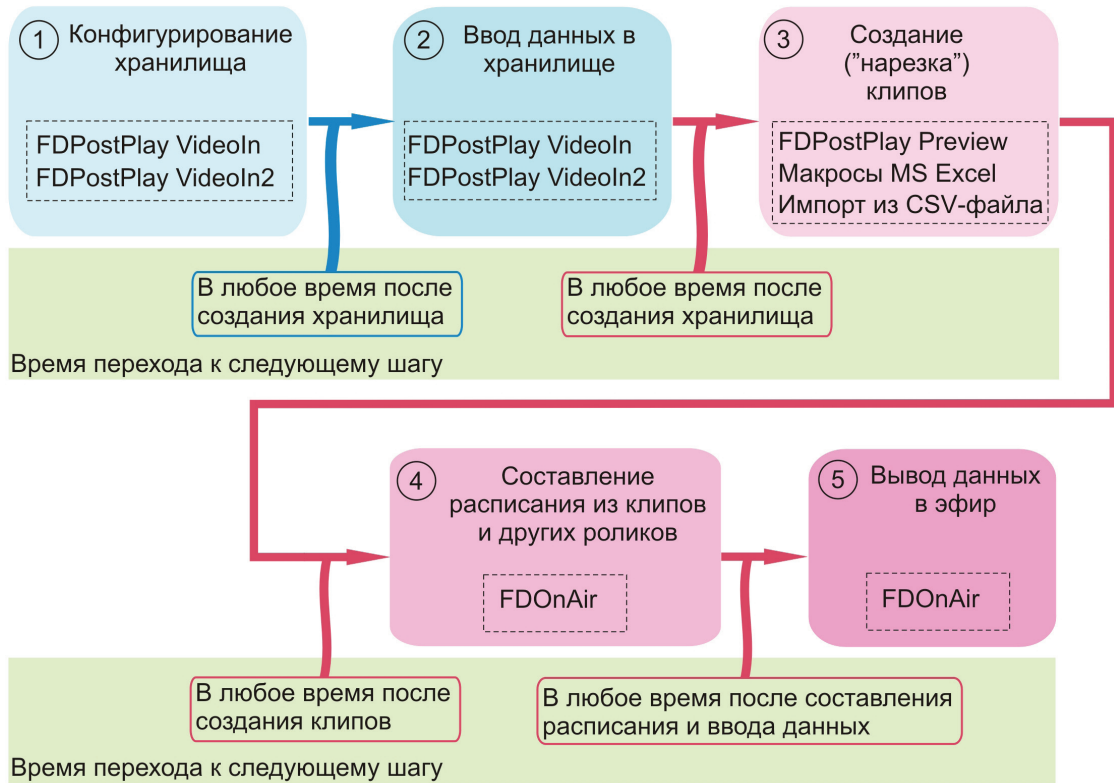 1 Конфигурирование
хранилища
FDPostPlay VideoIn
FDPostPlay VideoIn2
2 Ввод данных в
хранилище
FDPostPlay VideoIn
FDPostPlay VideoIn2
3 Создание
("нарезка")
клипов
FDPostPlay Preview
Макросы MS Excel
Импорт из CSV-файла
В любое время после
создания хранилища
В любое время после
создания хранилища
Время перехода к следующему шагу
4 Составление
расписания из клипов
и других роликов
FDOnAir
5 Вывод данных
в эфир
FDOnAir
В любое время после
создания клипов
В любое время после составления
расписания и ввода данных
Время перехода к следующему шагу